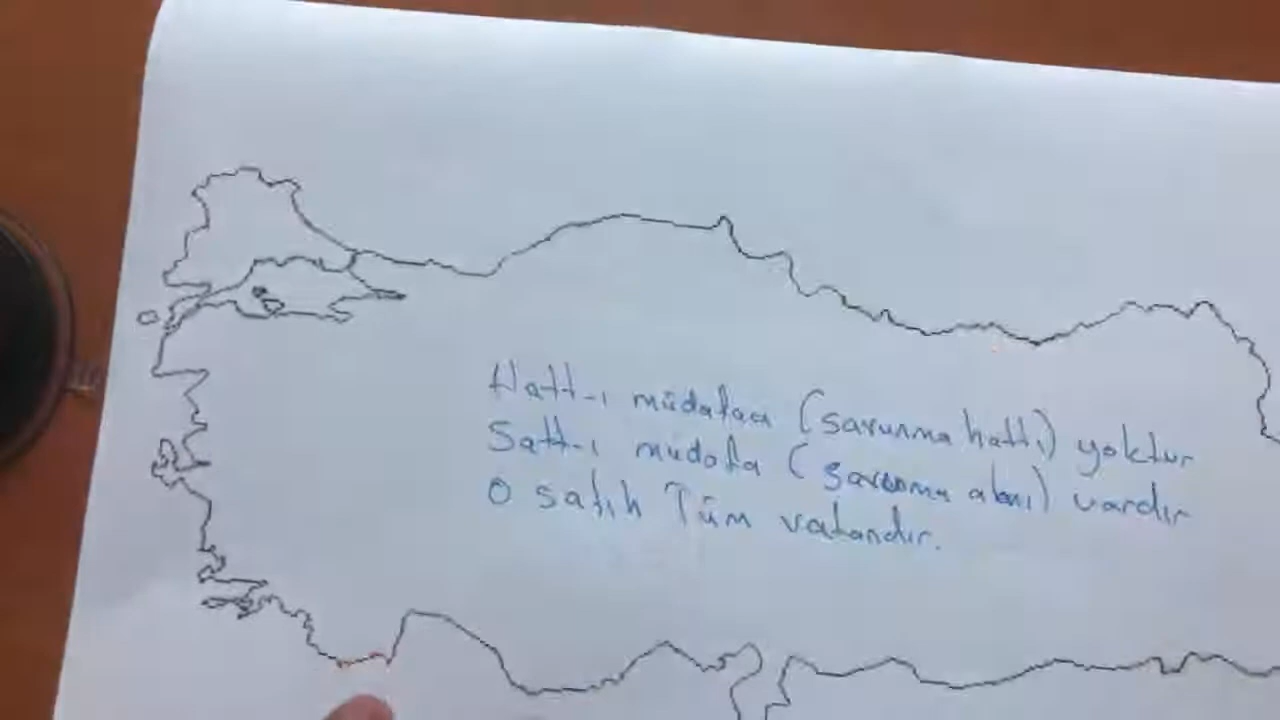 Hatt-ı müdafaa (savunma hattı) yoktur
Satt-ı müdafa (savunma alanı) vardır
O satıh Tüm vatandır.